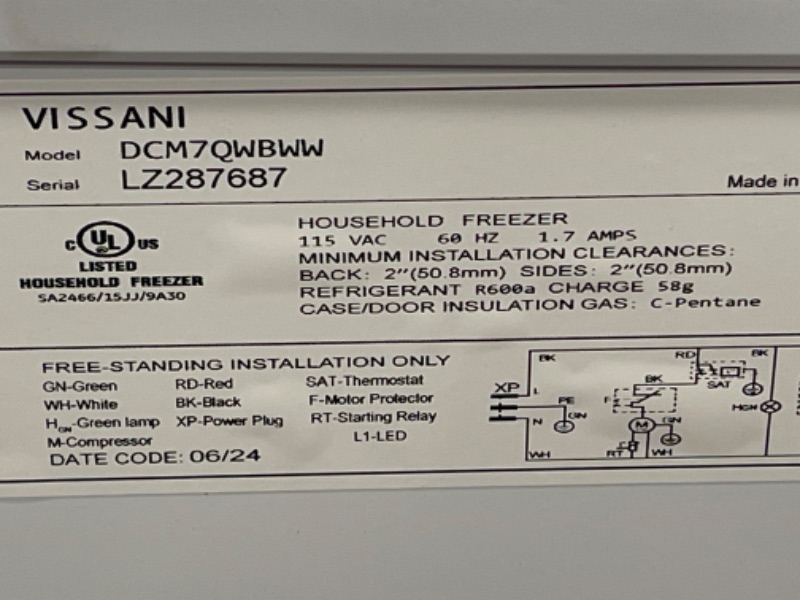 VISSANI
Model DCM7QWBWW
Serial LZ287687
Made in
C UL US
LISTED
HOUSEHOLD FREEZER
SA2466/15JJ/9A30
HOUSEHOLD FREEZER
115 VAC 60 HZ 1.7 AMPS
MINIMUM INSTALLATION CLEARANCES:
BACK: 2"(50.8mm) SIDES: 2"(50.8mm)
REFRIGERANT R600a CHARGE 58g
CASE/DOOR INSULATION GAS: C-Pentane
FREE-STANDING INSTALLATION ONLY
GN-Green RD-Red SAT-Thermostat
WH-White BK-Black F-Motor Protector
HGN-Green lamp XP-Power Plug RT-Starting Relay
M-Compressor L1-LED
DATE CODE: 06/24
BK RD BK
XP L BK SAT
PE F HGN
N GN M GN
WH RT WH